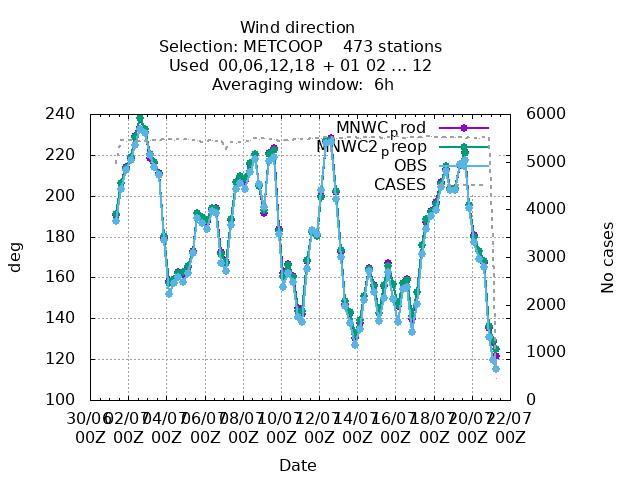 Wind direction
Selection: METCOOP 473 stations
Used 00,06,12,18 + 01 02 ... 12
Averaging window: 6h
MNWC_prod
MNWC2_preop
OBS
CASES
deg
240
220
200
180
160
140
120
100
No cases
6000
5000
4000
3000
2000
1000
0
30/06 02/07 04/07 06/07 08/07 10/07 12/07 14/07 16/07 18/07 20/07 22/07
00Z 00Z 00Z 00Z 00Z 00Z 00Z 00Z 00Z 00Z 00Z 00Z
Date